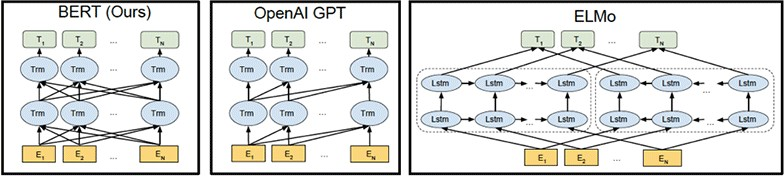 BERT (Ours)
T1 T2 ... TN
Trm Trm ... Trm
Trm Trm ... Trm
E1 E2 ... EN
OpenAI GPT
T1 T2 ... TN
Trm Trm ... Trm
Trm Trm ... Trm
E1 E2 ... EN
ELMo
T1 T2 ... TN
Lstm Lstm ... Lstm Lstm Lstm ... Lstm
Lstm Lstm ... Lstm Lstm Lstm ... Lstm
E1 E2 ... EN